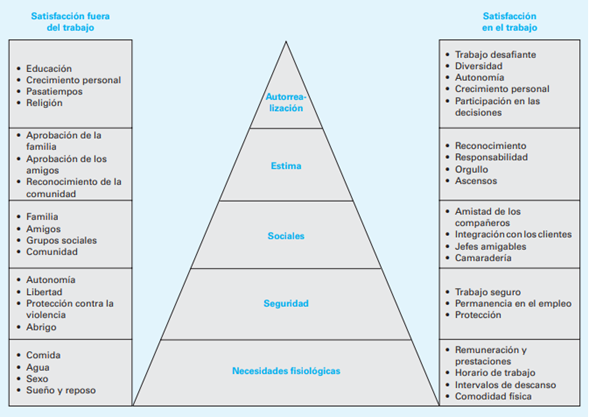 Satisfacción fuera
del trabajo
Satisfacción
en el trabajo
• Educación
• Crecimiento personal
• Pasatiempos
• Religión
Autorrea-
lización
• Trabajo desafiante
• Diversidad
• Autonomía
• Crecimiento personal
• Participación en las
decisiones
• Aprobación de la
familia
• Aprobación de los
amigos
• Reconocimiento de la
comunidad
Estima
• Reconocimiento
• Responsabilidad
• Orgullo
• Ascensos
• Familia
• Amigos
• Grupos sociales
• Comunidad
Sociales
• Amistad de los
compañeros
• Integración con los clientes
• Jefes amigables
• Camaradería
• Autonomía
• Libertad
• Protección contra la
violencia
• Abrigo
Seguridad
• Trabajo seguro
• Permanencia en el empleo
• Protección
• Comida
• Agua
• Sexo
• Sueño y reposo
Necesidades fisiológicas
• Remuneración y
prestaciones
• Horario de trabajo
• Intervalos de descanso
• Comodidad física